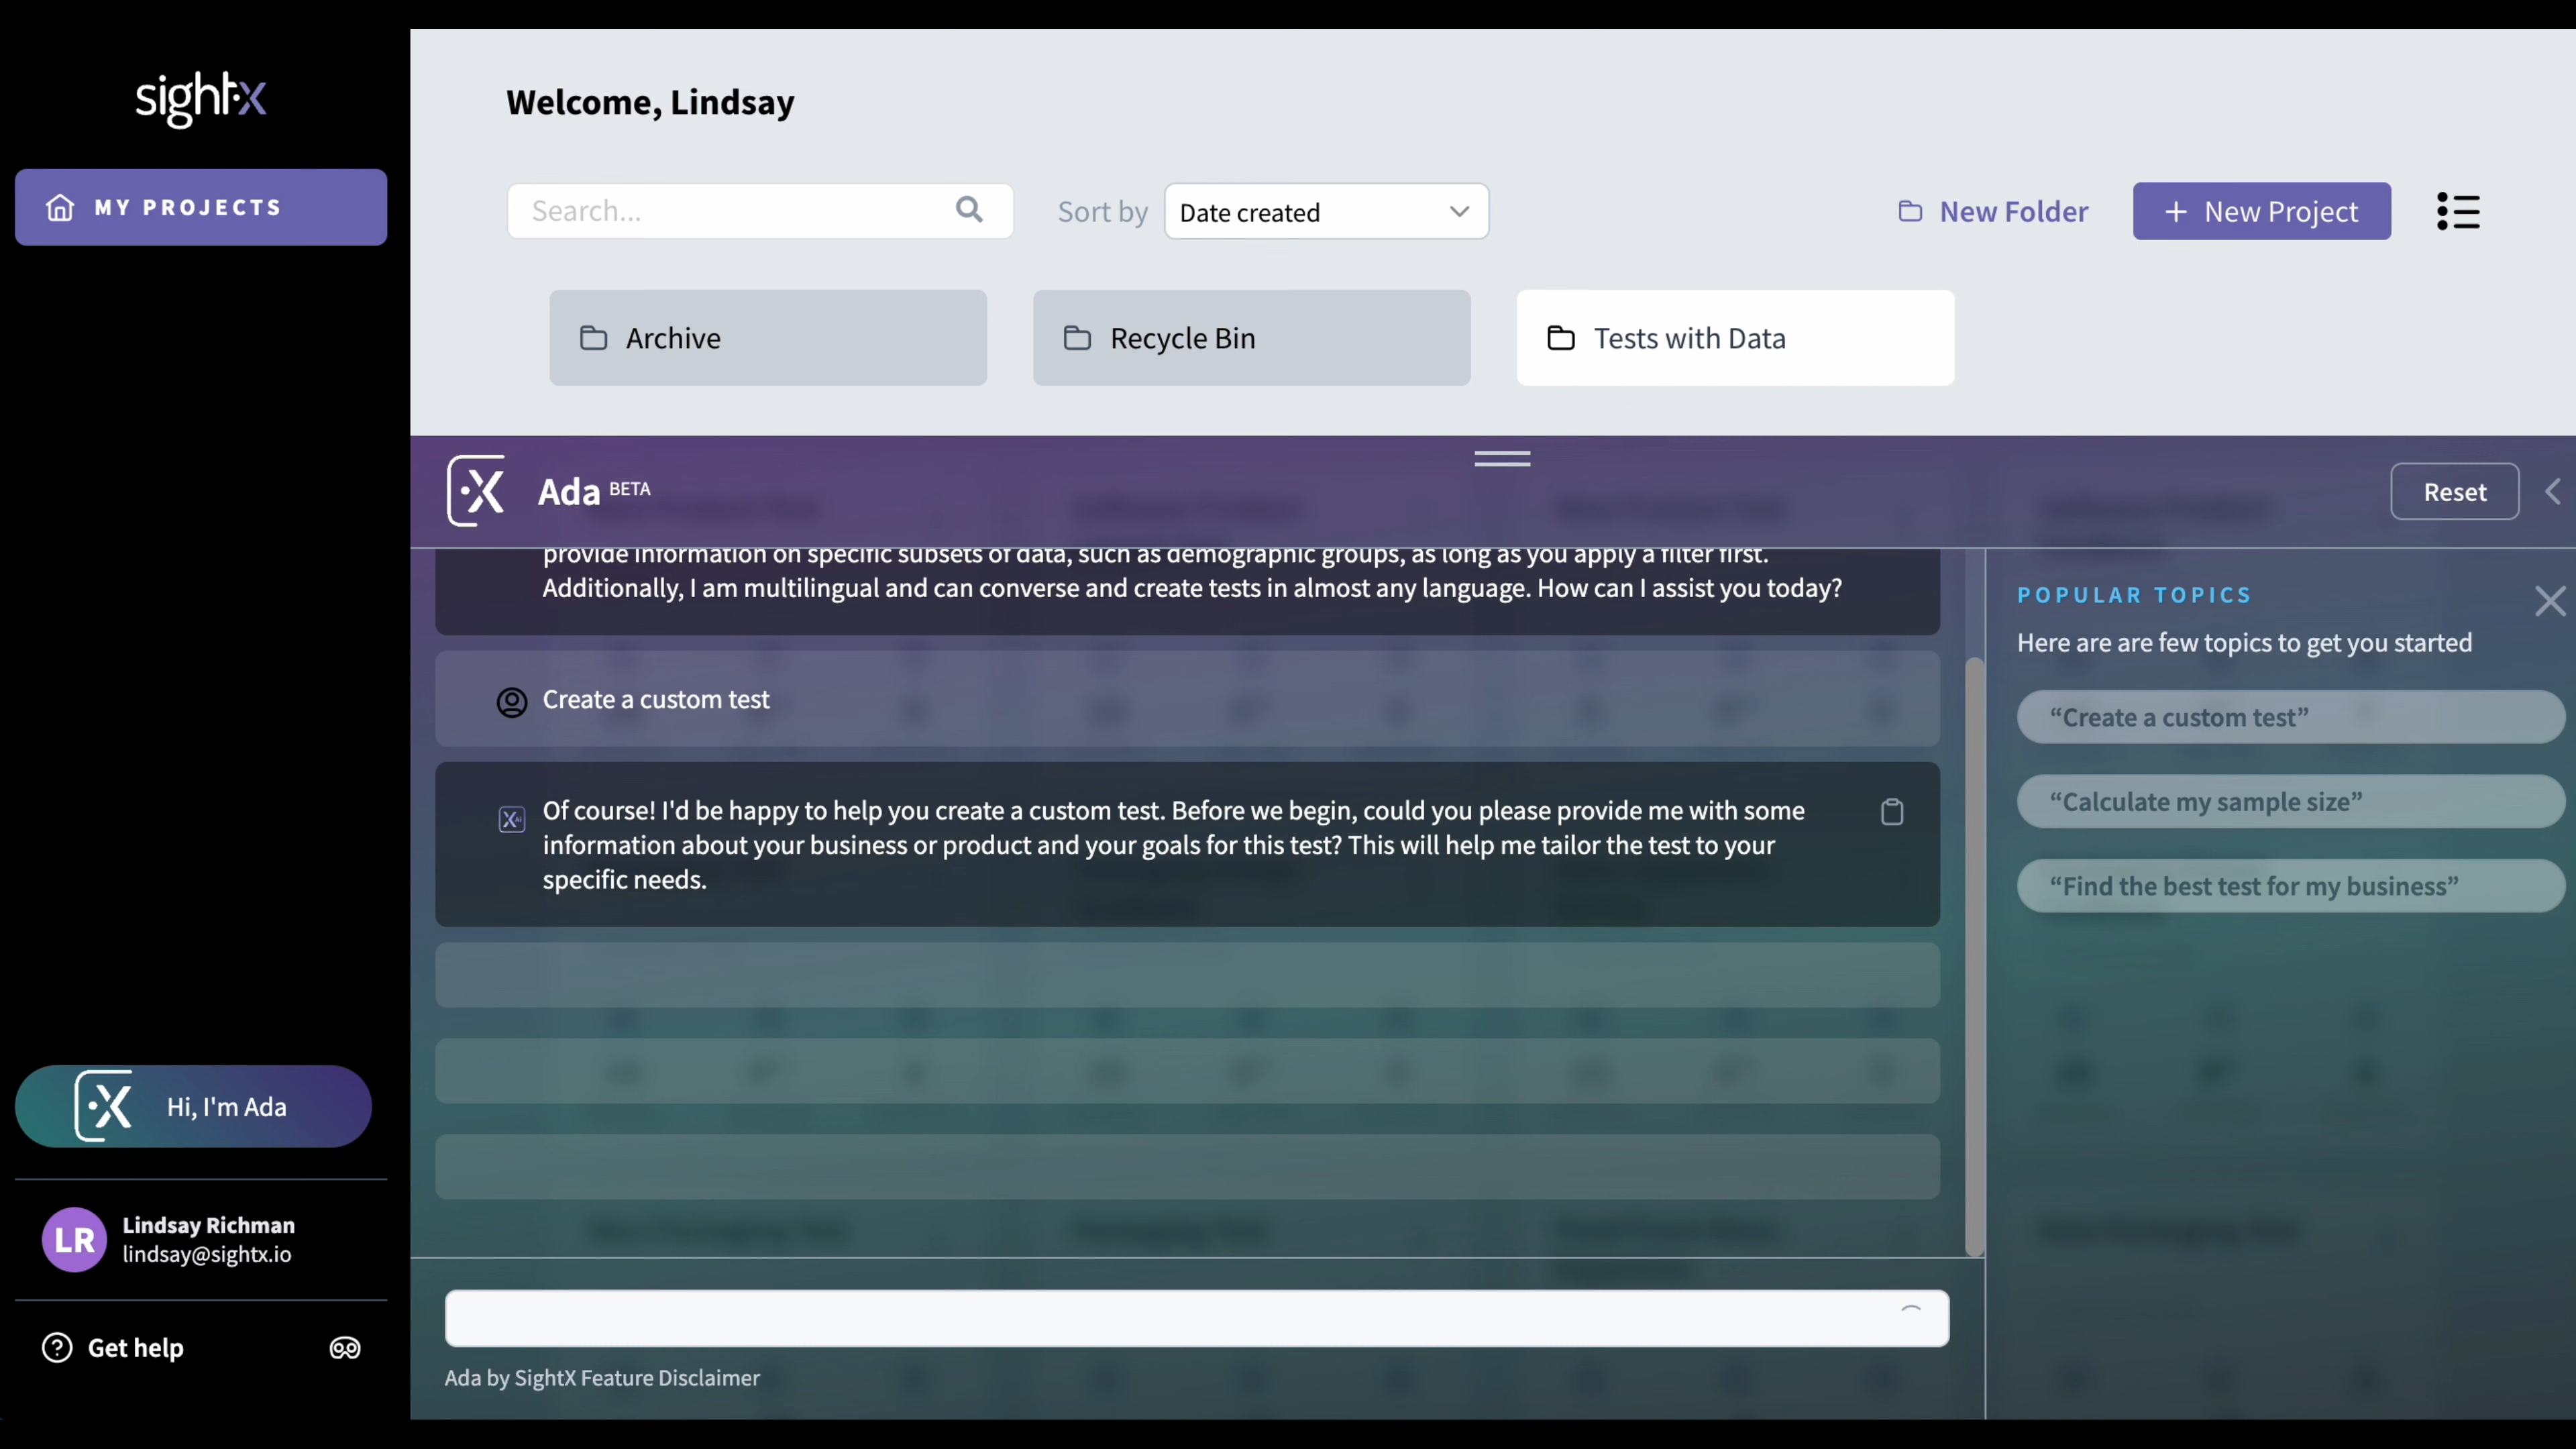 sightx
MY PROJECTS
Welcome, Lindsay
Search...
Sort by
Date created
New Folder
+ New Project
Archive
Recycle Bin
Tests with Data
X
Ada BETA
Reset
provide information on specific subsets of data, such as demographic groups, as long as you apply a filter first.
Additionally, I am multilingual and can converse and create tests in almost any language. How can I assist you today?
Create a custom test
Of course! I'd be happy to help you create a custom test. Before we begin, could you please provide me with some
information about your business or product and your goals for this test? This will help me tailor the test to your
specific needs.
POPULAR TOPICS
Here are are few topics to get you started
“Create a custom test”
“Calculate my sample size”
“Find the best test for my business”
X
Hi, I'm Ada
LR
Lindsay Richman
lindsay@sightx.io
? Get help
Ada by SightX Feature Disclaimer